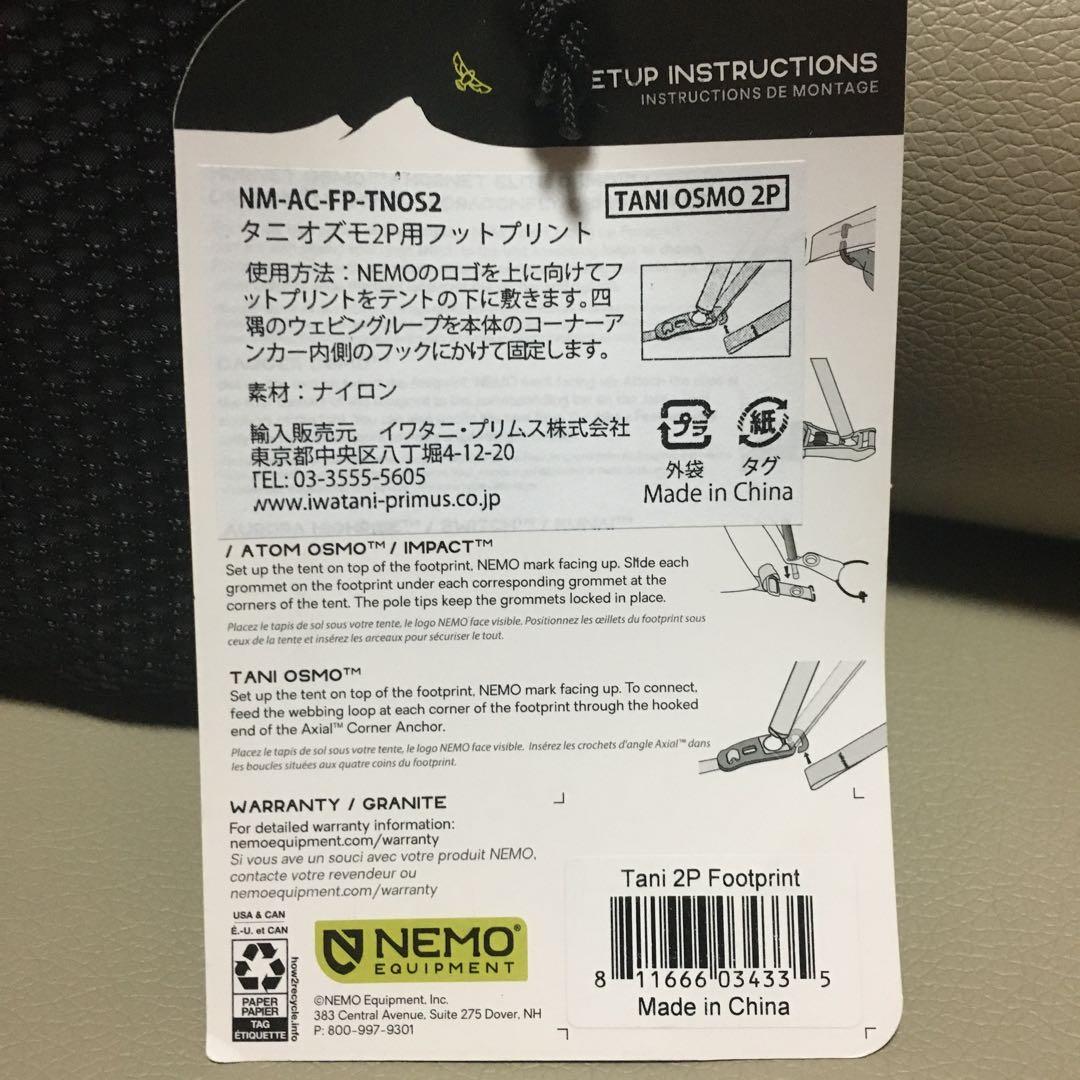 ETUP INSTRUCTIONS
INSTRUCTIONS DE MONTAGE
NM-AC-FP-TNOS2
TANI OSMO 2P
タニ オズモ2P用フットプリント
使用方法：NEMOのロゴを上に向けてフ
ットプリントをテントの下に敷きます。四
隅のウェビングループを本体のコーナーア
ンカー内側のフックにかけて固定します。
素材：ナイロン
輸入販売元　イワタニ・プリムス株式会社
東京都中央区八丁堀4-12-20
TEL: 03-3555-5605
www.iwatani-primus.co.jp
プラ
外袋
紙
タグ
Made in China
/ ATOM OSMO™ / IMPACT™
Set up the tent on top of the footprint, NEMO mark facing up. Slide each
grommet on the footprint under each corresponding grommet at the
corners of the tent. The pole tips keep the grommets locked in place.
Placez le tapis de sol sous votre tente, le logo NEMO face visible. Positionnez les œillets du footprint sous
ceux de la tente et insérez les arceaux pour sécuriser le tout.
TANI OSMO™
Set up the tent on top of the footprint, NEMO mark facing up. To connect,
feed the webbing loop at each corner of the footprint through the hooked
end of the Axial™ Corner Anchor.
Placez le tapis de sol sous votre tente, le logo NEMO face visible. Insérez les crochets d'angle Axial™ dans
les boucles situées aux quatre coins du footprint.
WARRANTY / GRANITE
For detailed warranty information:
nemoequipment.com/warranty
Si vous ave un souci avec votre produit NEMO,
contacte votre revendeur ou
nemoequipment.com/warranty
USA & CAN
É.-U. et CAN
PAPER
PAPIER
TAG
ÉTIQUETTE
how2recycle.info
NEMO®
EQUIPMENT
©NEMO Equipment, Inc.
383 Central Avenue, Suite 275 Dover, NH
P: 800-997-9301
Tani 2P Footprint
8 11666 03433 5
Made in China